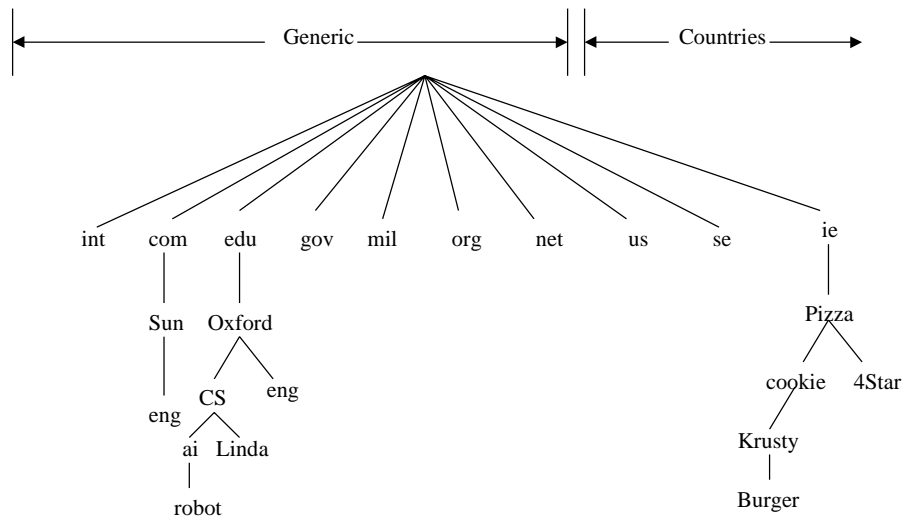 Generic Countries
int com edu gov mil org net us se ie
Sun Oxford Pizza
CS eng cookie 4Star
eng
ai Linda Krusty
robot Burger